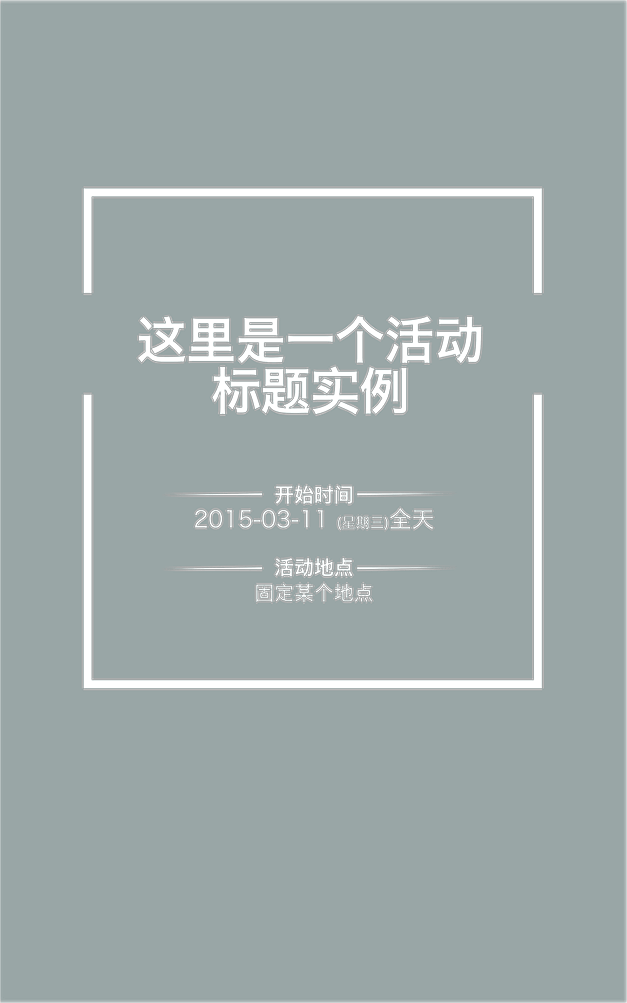 这里是一个活动
标题实例
开始时间
2015-03-11 (星期三)全天
活动地点
固定某个地点